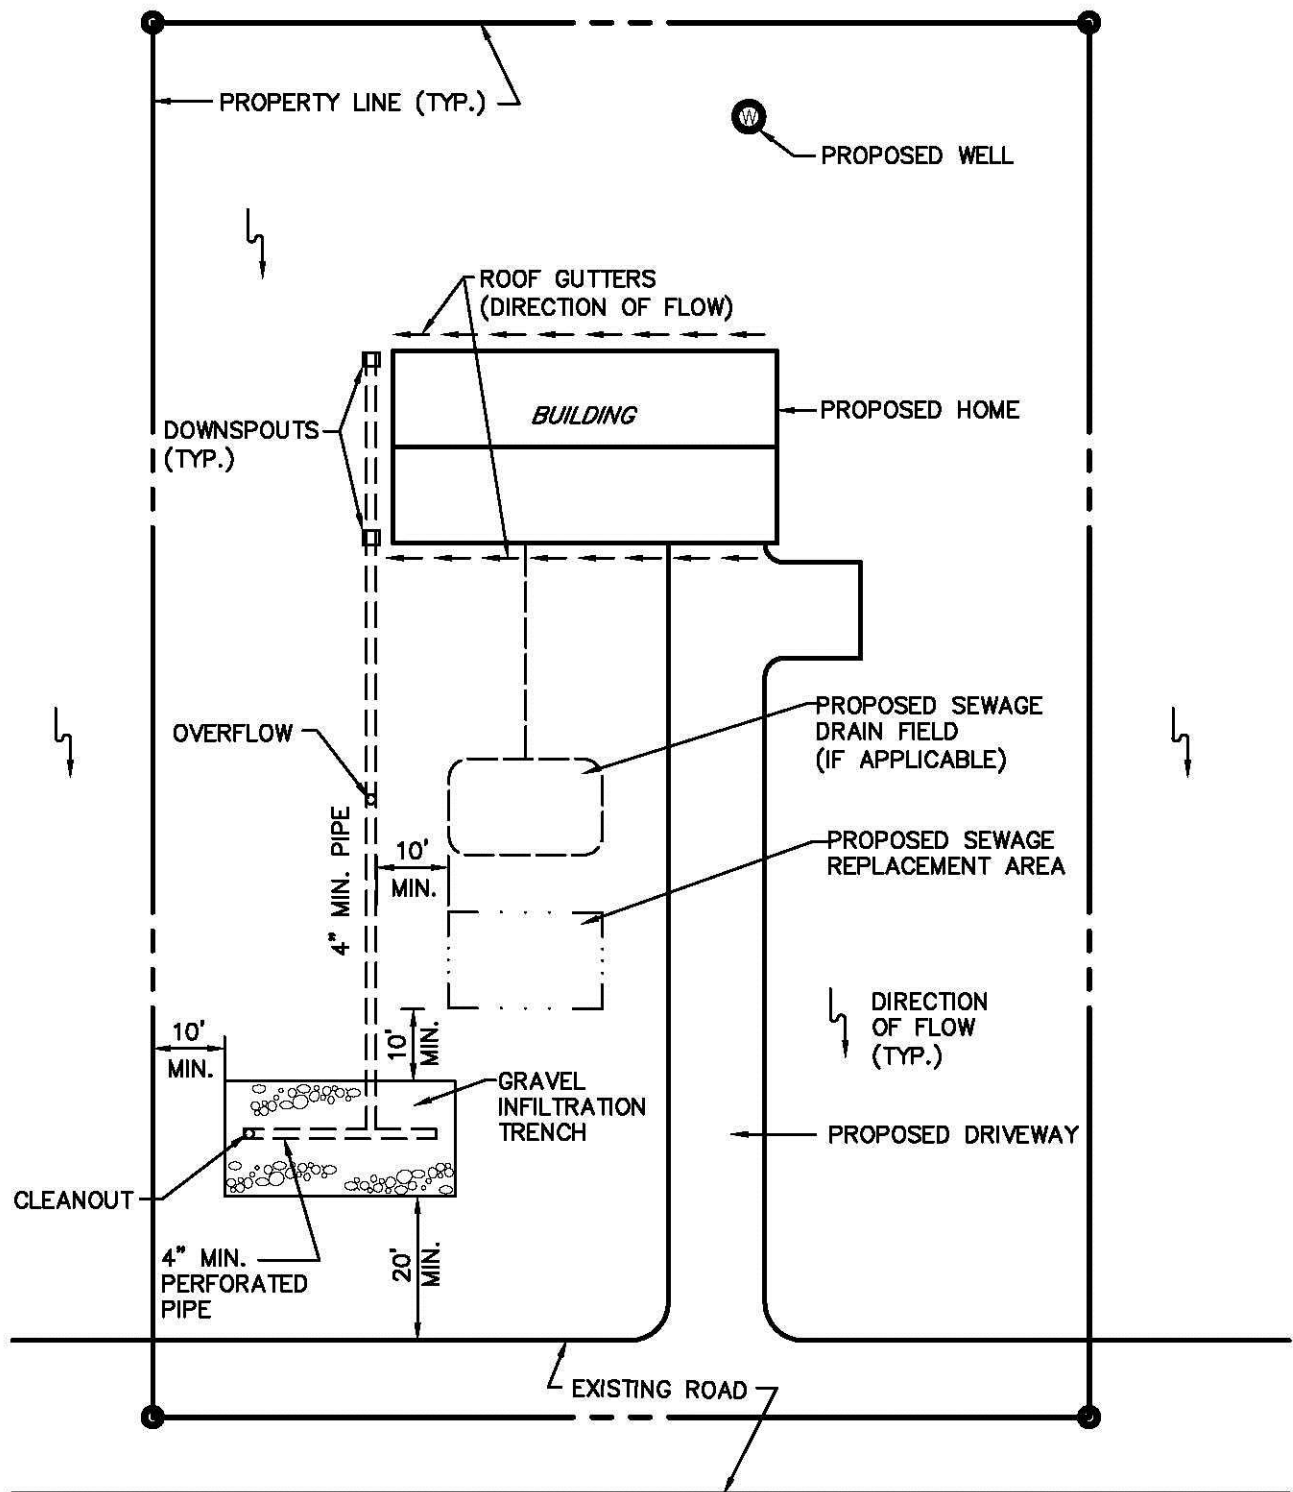 PROPERTY LINE (TYP.)
W
PROPOSED WELL
ROOF GUTTERS
(DIRECTION OF FLOW)
BUILDING
PROPOSED HOME
DOWNSPOUTS
(TYP.)
OVERFLOW
PROPOSED SEWAGE
DRAIN FIELD
(IF APPLICABLE)
4" MIN. PIPE
10'
MIN.
PROPOSED SEWAGE
REPLACEMENT AREA
10'
MIN.
10'
MIN.
DIRECTION
OF FLOW
(TYP.)
GRAVEL
INFILTRATION
TRENCH
PROPOSED DRIVEWAY
CLEANOUT
4" MIN.
PERFORATED
PIPE
20'
MIN.
EXISTING ROAD